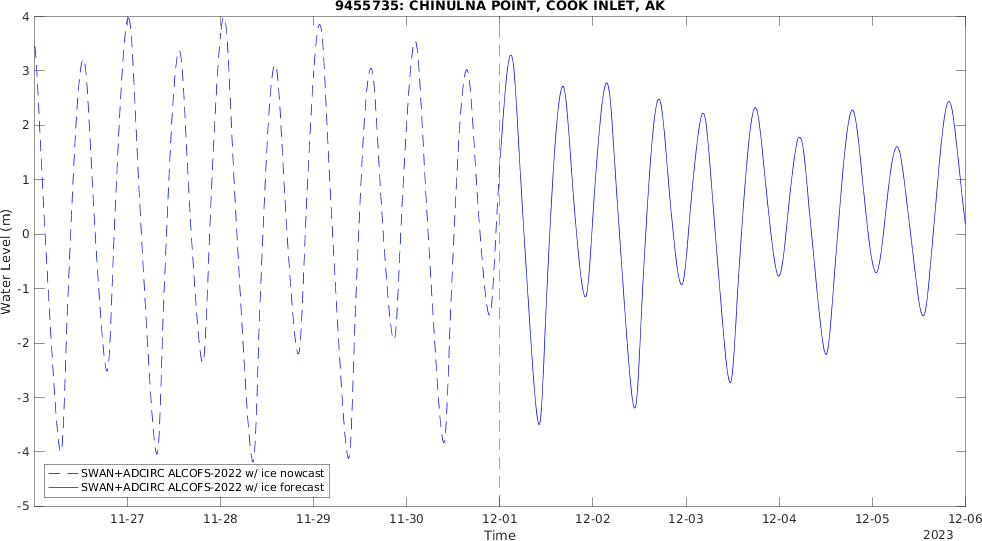 9455735: CHINULNA POINT, COOK INLET, AK
4
3
2
1
0
-1
-2
-3
-4
-5
Water Level (m)
SWAN+ADCIRC ALCOFS-2022 w/ ice nowcast
SWAN+ADCIRC ALCOFS-2022 w/ ice forecast
11-27 11-28 11-29 11-30 12-01 12-02 12-03 12-04 12-05 12-06
Time
2023